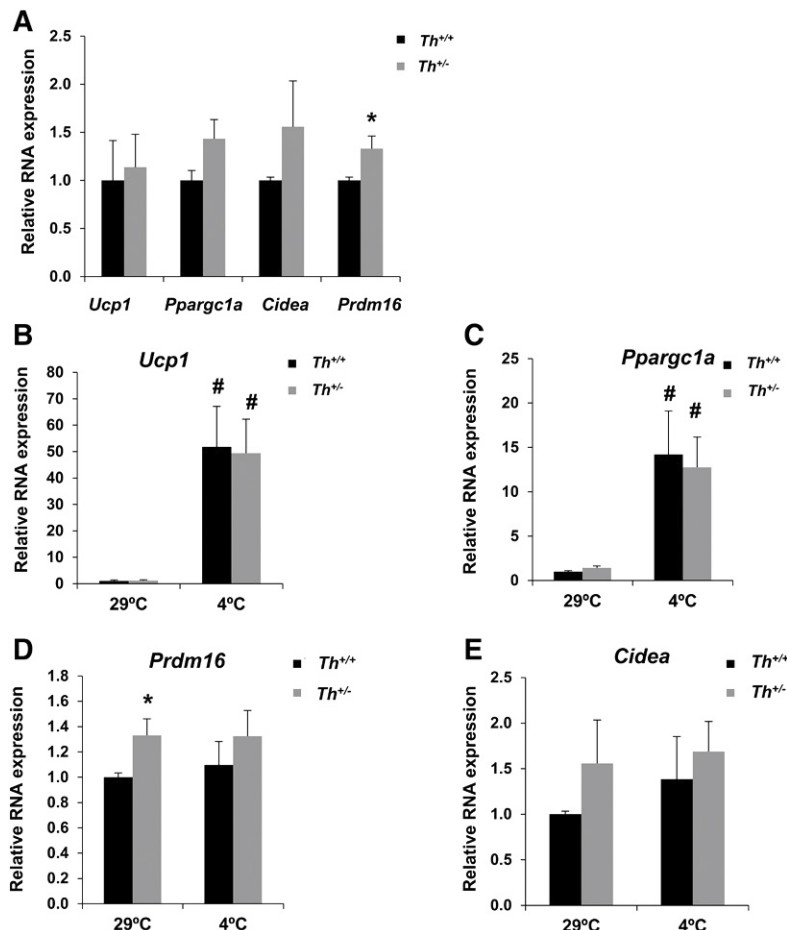 A
Th+/+
Th+/-
Relative RNA expression
2.5
2.0
1.5
1.0
0.5
0.0
*
Ucp1 Ppargc1a Cidea Prdm16
B
Ucp1
Th+/+
Th+/-
Relative RNA expression
80
70
60
50
40
30
20
10
0
# #
29ºC 4ºC
C
Ppargc1a
Th+/+
Th+/-
Relative RNA expression
25
20
15
10
5
0
# #
29ºC 4ºC
D
Prdm16
Th+/+
Th+/-
Relative RNA expression
1.8
1.6
1.4
1.2
1.0
0.8
0.6
0.4
0.2
0.0
*
29ºC 4ºC
E
Cidea
Th+/+
Th+/-
Relative RNA expression
2.5
2.0
1.5
1.0
0.5
0.0
29ºC 4ºC